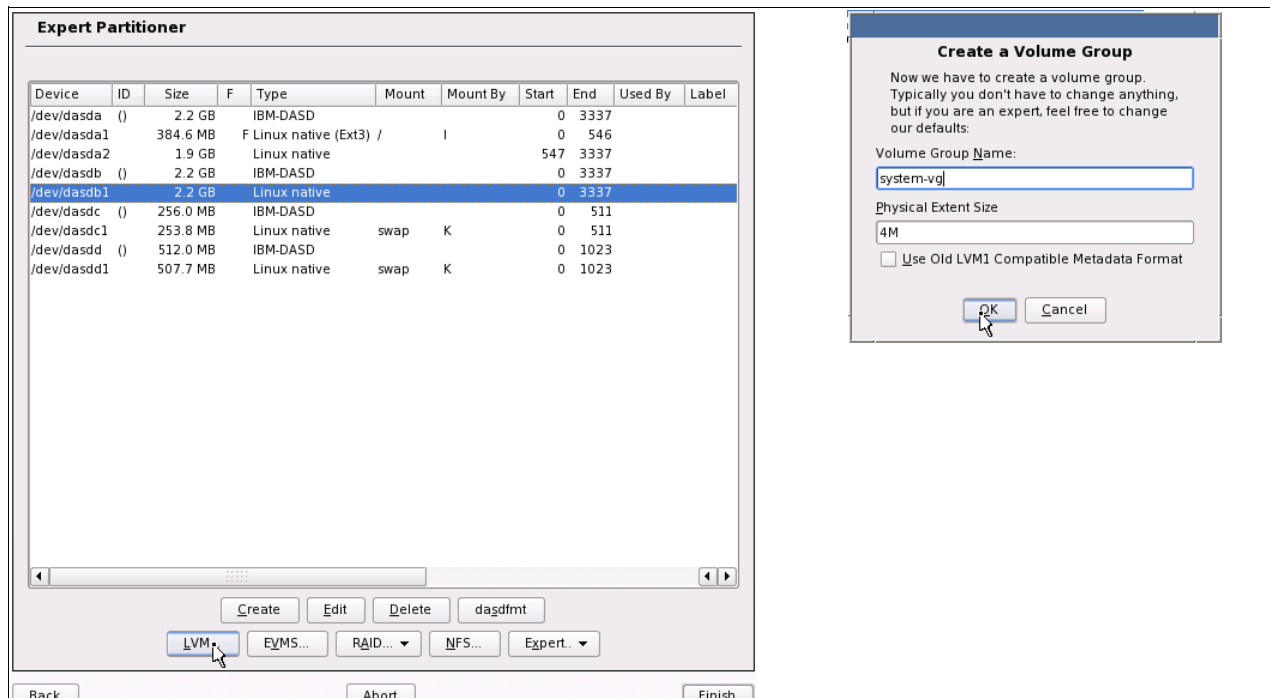 Expert Partitioner
Device ID Size F Type Mount Mount By Start End Used By Label
/dev/dasda () 2.2 GB IBM-DASD 0 3337
/dev/dasda1 384.6 MB F Linux native (Ext3) / I 0 546
/dev/dasda2 1.9 GB Linux native 547 3337
/dev/dasdb () 2.2 GB IBM-DASD 0 3337
/dev/dasdb1 2.2 GB Linux native 0 3337
/dev/dasdc () 256.0 MB IBM-DASD 0 511
/dev/dasdc1 253.8 MB Linux native swap K 0 511
/dev/dasdd () 512.0 MB IBM-DASD 0 1023
/dev/dasdd1 507.7 MB Linux native swap K 0 1023
Create Edit Delete dasdfmt
LVM. EVMS... RAID... NFS... Expert..
Back Abort Finish
Create a Volume Group
Now we have to create a volume group.
Typically you don't have to change anything,
but if you are an expert, feel free to change
our defaults:
Volume Group Name:
system-vg
Physical Extent Size
4M
Use Old LVM1 Compatible Metadata Format
OK Cancel